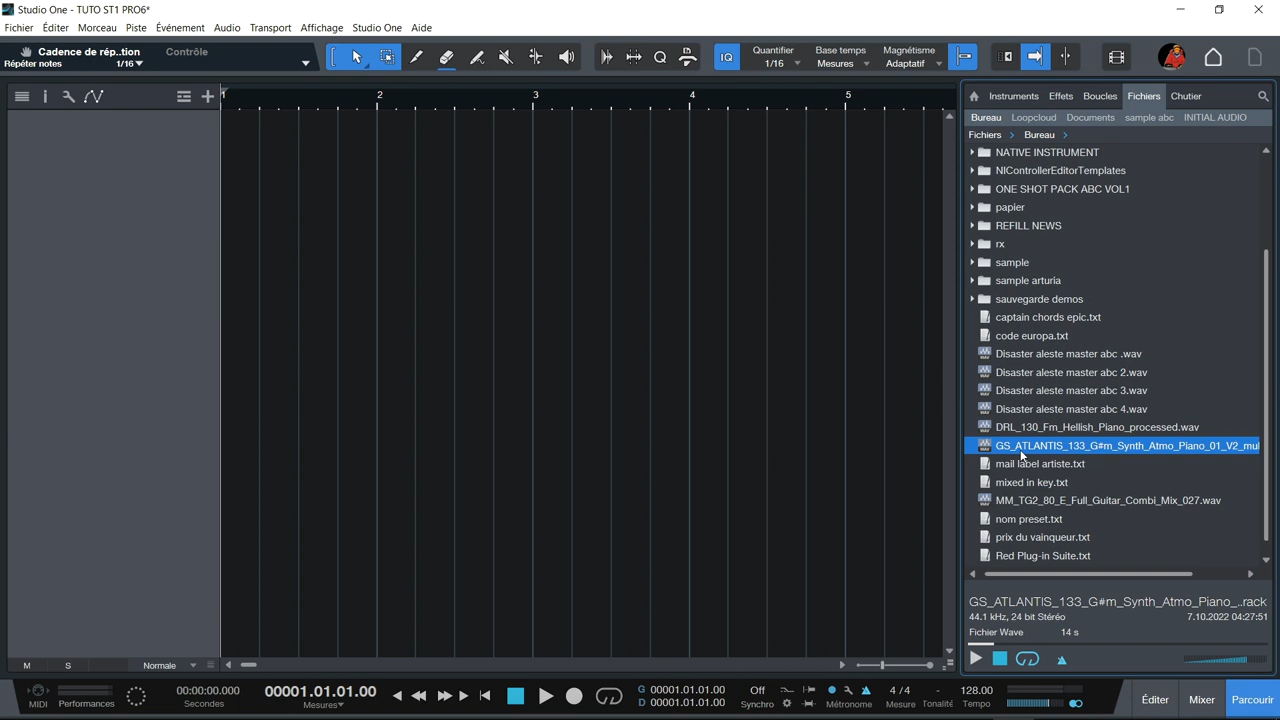 Studio One - TUTO ST1 PRO6*
Fichier Éditer Morceau Piste Événement Audio Transport Affichage Studio One Aide
Cadence de rép..tion Contrôle
Répéter notes 1/16
IQ Quantifier 1/16 Base temps Mesures Magnétisme Adaptatif
1 2 3 4 5
Instruments Effets Boucles Fichiers Chutier
Bureau Loopcloud Documents sample abc INITIAL AUDIO
Fichiers > Bureau >
NATIVE INSTRUMENT
NIControllerEditorTemplates
ONE SHOT PACK ABC VOL1
papier
REFILL NEWS
rx
sample
sample arturia
sauvegarde demos
captain chords epic.txt
code europa.txt
Disaster aleste master abc .wav
Disaster aleste master abc 2.wav
Disaster aleste master abc 3.wav
Disaster aleste master abc 4.wav
DRL_130_Fm_Hellish_Piano_processed.wav
GS_ATLANTIS_133_G#m_Synth_Atmo_Piano_01_V2_mul
mail label artiste.txt
mixed in key.txt
MM_TG2_80_E_Full_Guitar_Combi_Mix_027.wav
nom preset.txt
prix du vainqueur.txt
Red Plug-in Suite.txt
GS_ATLANTIS_133_G#m_Synth_Atmo_Piano_..rack
44.1 kHz, 24 bit Stéréo 7.10.2022 04:27:51
Fichier Wave 14 s
M S Normale
MIDI Performances 00:00:00.000 Secondes 00001.01.01.00 Mesures
G 00001.01.01.00
D 00001.01.01.00
Off Synchro Métronome 4 / 4 Mesure - Tonalité 128.00 Tempo
Éditer Mixer Parcourir